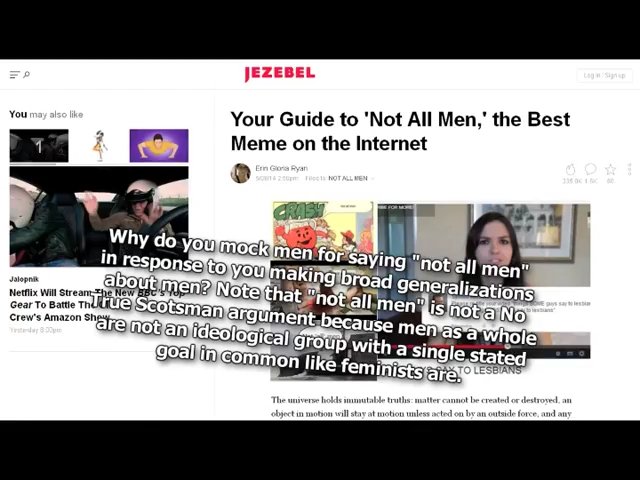 JEZEBEL
Log in | Sign up
You may also like
Your Guide to 'Not All Men,' the Best
Meme on the Internet
Erin Gloria Ryan
Filed to: NOT ALL MEN
CRASH
Why do you mock men for saying "not all men"
in response to you making broad generalizations
about men? Note that "not all men" is not a No
True Scotsman argument because men as a whole
are not an ideological group with a single stated
goal in common like feminists are.
Jalopnik
Netflix Will Stream The New BBC's Top
Gear To Battle The
Crew's Amazon Show
Yesterday 8:02pm
SAY TO LESBIANS
The universe holds immutable truths: matter cannot be created or destroyed, an
object in motion will stay at motion unless acted on by an outside force, and any